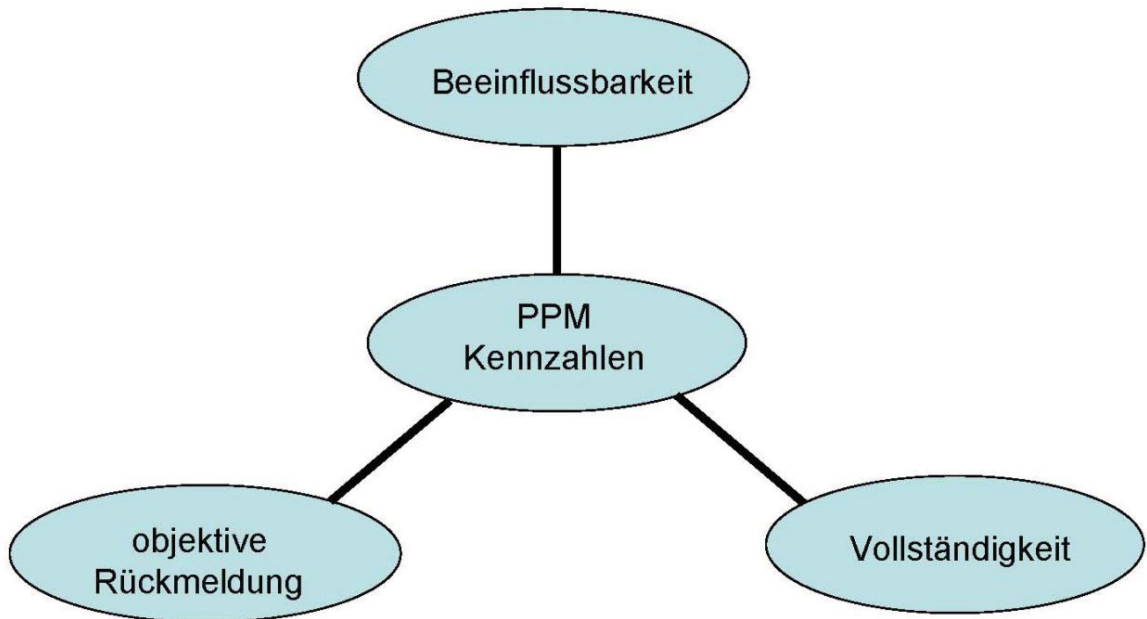 Beeinflussbarkeit
PPM
Kennzahlen
objektive
Rückmeldung
Vollständigkeit